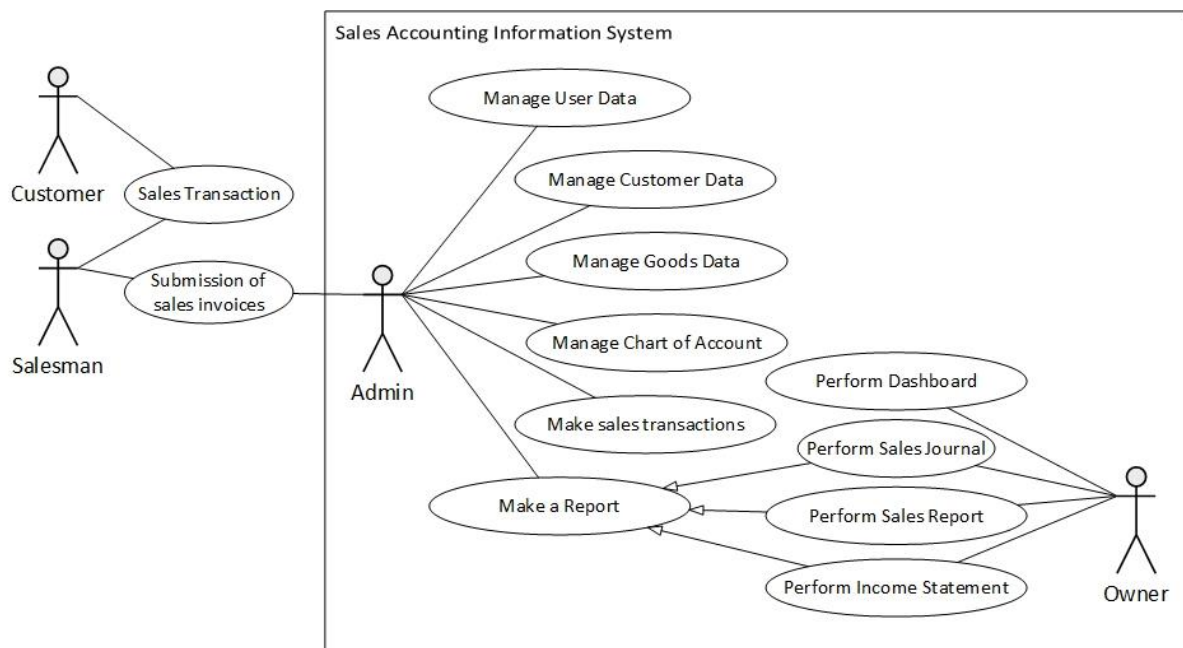 Sales Accounting Information System
Manage User Data
Customer
Sales Transaction
Manage Customer Data
Salesman
Submission of
sales invoices
Admin
Manage Goods Data
Manage Chart of Account
Make sales transactions
Make a Report
Perform Dashboard
Perform Sales Journal
Perform Sales Report
Perform Income Statement
Owner